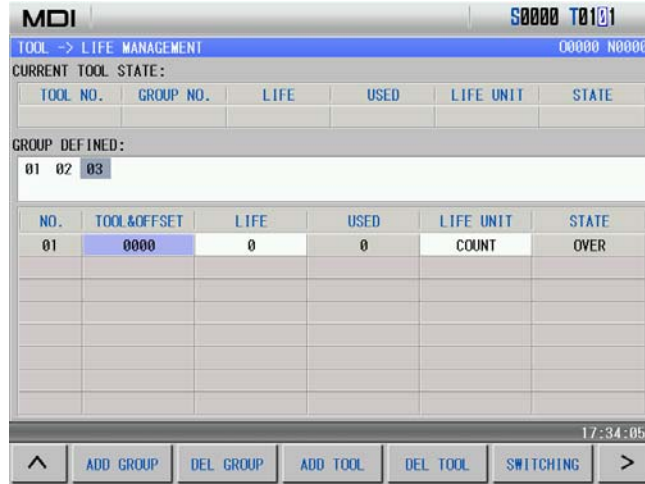 MDI S0000 T0101
TOOL -> LIFE MANAGEMENT O0000 N0000
CURRENT TOOL STATE:
TOOL NO. GROUP NO. LIFE USED LIFE UNIT STATE
GROUP DEFINED:
01 02 03
NO. TOOL&OFFSET LIFE USED LIFE UNIT STATE
01 0000 0 0 COUNT OVER
17:34:05
^ ADD GROUP DEL GROUP ADD TOOL DEL TOOL SWITCHING >